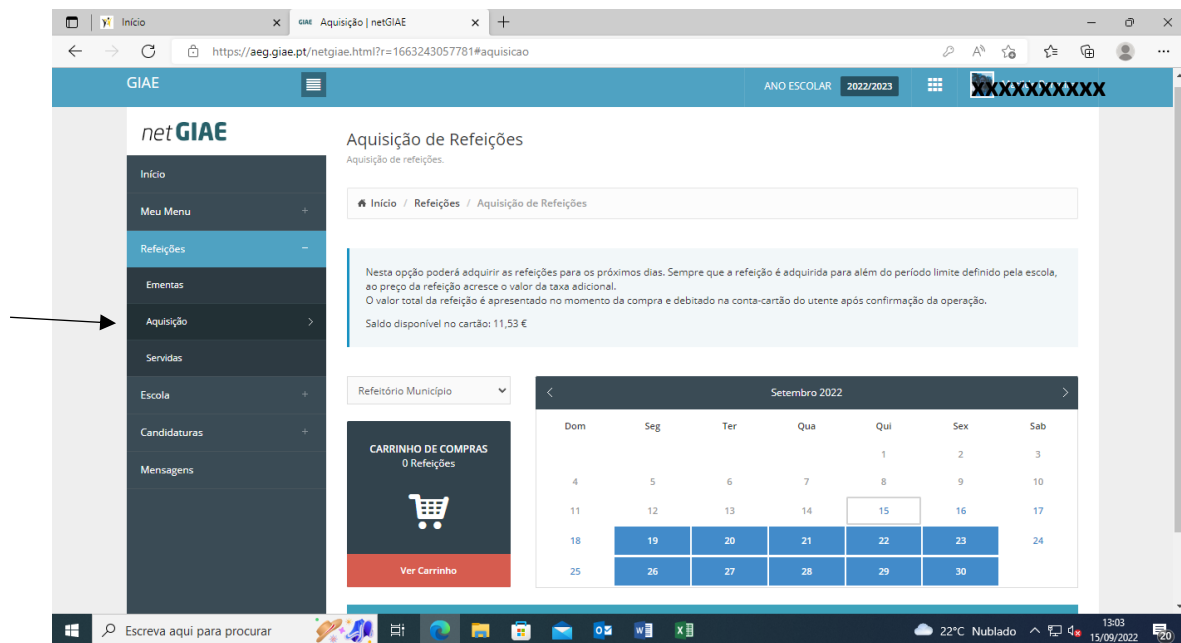 Início
GIAE Aquisição | netGIAE
https://aeg.giae.pt/netgiae.html?r=1663243057781#aquisicao
GIAE
ANO ESCOLAR 2022/2023
XXXXXXXXXX
net GIAE
Início
Meu Menu +
Refeições −
Ementas
Aquisição >
Servidas
Escola +
Candidaturas +
Mensagens
Aquisição de Refeições
Aquisição de refeições.
Início / Refeições / Aquisição de Refeições
Nesta opção poderá adquirir as refeições para os próximos dias. Sempre que a refeição é adquirida para além do período limite definido pela escola,
ao preço da refeição acresce o valor da taxa adicional.
O valor total da refeição é apresentado no momento da compra e debitado na conta-cartão do utente após confirmação da operação.
Saldo disponível no cartão: 11,53 €
Refeitório Município
CARRINHO DE COMPRAS
0 Refeições
Ver Carrinho
< Setembro 2022 >
Dom Seg Ter Qua Qui Sex Sab
1 2 3
4 5 6 7 8 9 10
11 12 13 14 15 16 17
18 19 20 21 22 23 24
25 26 27 28 29 30
Escreva aqui para procurar
22°C Nublado
13:03
15/09/2022
20